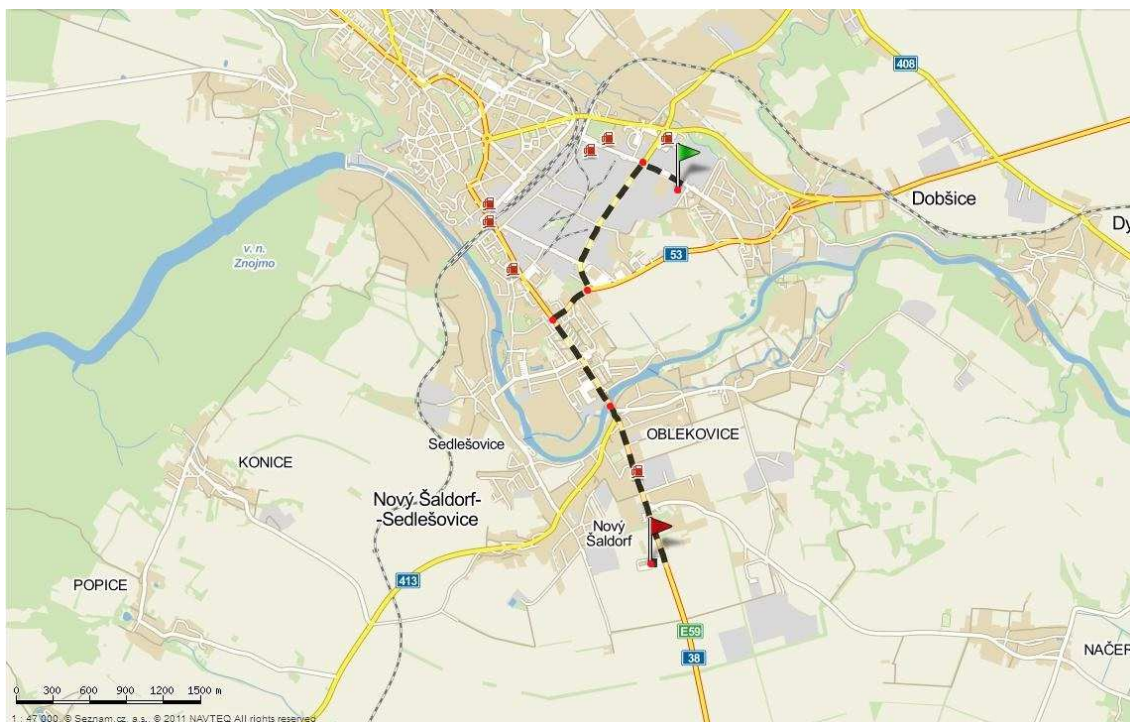 408
Dobšice
Dy
v. n.
Znojmo
53
Sedlešovice
OBLEKOVICE
KONICE
Nový Šaldorf-
-Sedlešovice
Nový
Šaldorf
413
POPICE
E59
38
NAČER
0 300 600 900 1200 1500 m
1 : 47 000, © Seznam.cz, a.s., © 2011 NAVTEQ All rights reserved